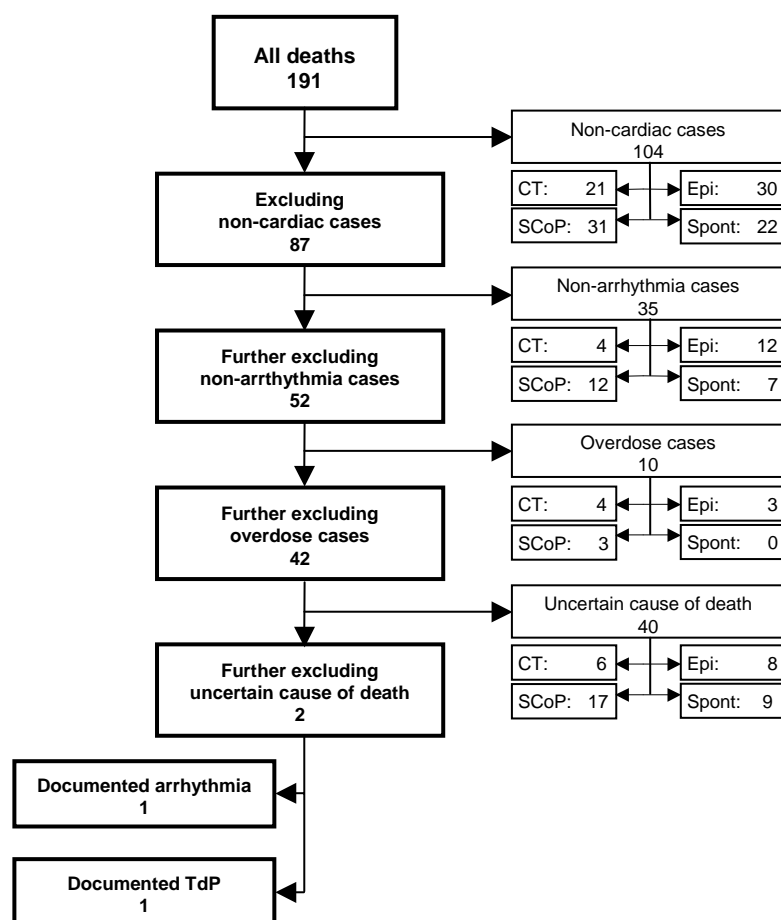 All deaths
191
Non-cardiac cases
104
CT: 21
Epi: 30
SCoP: 31
Spont: 22
Excluding
non-cardiac cases
87
Non-arrhythmia cases
35
CT: 4
Epi: 12
SCoP: 12
Spont: 7
Further excluding
non-arrthythmia cases
52
Overdose cases
10
CT: 4
Epi: 3
SCoP: 3
Spont: 0
Further excluding
overdose cases
42
Uncertain cause of death
40
CT: 6
Epi: 8
SCoP: 17
Spont: 9
Further excluding
uncertain cause of death
2
Documented arrhythmia
1
Documented TdP
1